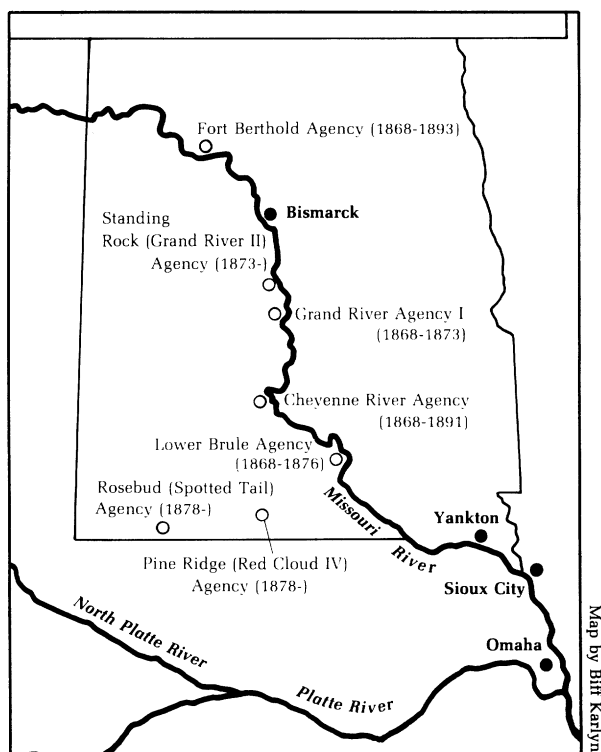 Fort Berthold Agency (1868-1893)
Bismarck
Standing
Rock (Grand River II)
Agency (1873-)
Grand River Agency I
(1868-1873)
Cheyenne River Agency
(1868-1891)
Lower Brule Agency
(1868-1876)
Rosebud (Spotted Tail)
Agency (1878-)
Missouri River
Yankton
Pine Ridge (Red Cloud IV)
Agency (1878-)
Sioux City
North Platte River
Omaha
Platte River
Map by Biff Karlyn